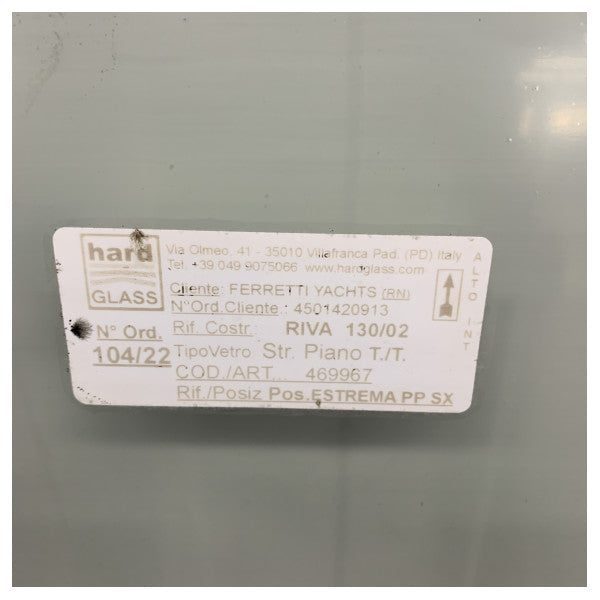 hard
GLASS
Via Olmeo, 41 - 35010 Villafranca Pad. (PD) Italy
Tel. +39 049 9075066 www.hardglass.com
Cliente: FERRETTI YACHTS (RN)
N°Ord.Cliente: 4501420913
Rif. Costr: RIVA 130/02
N° Ord.
104/22
TipoVetro: Str. Piano T./T.
COD./ART... 469967
Rif./Posiz Pos.ESTREMA PP SX
ALTO INT